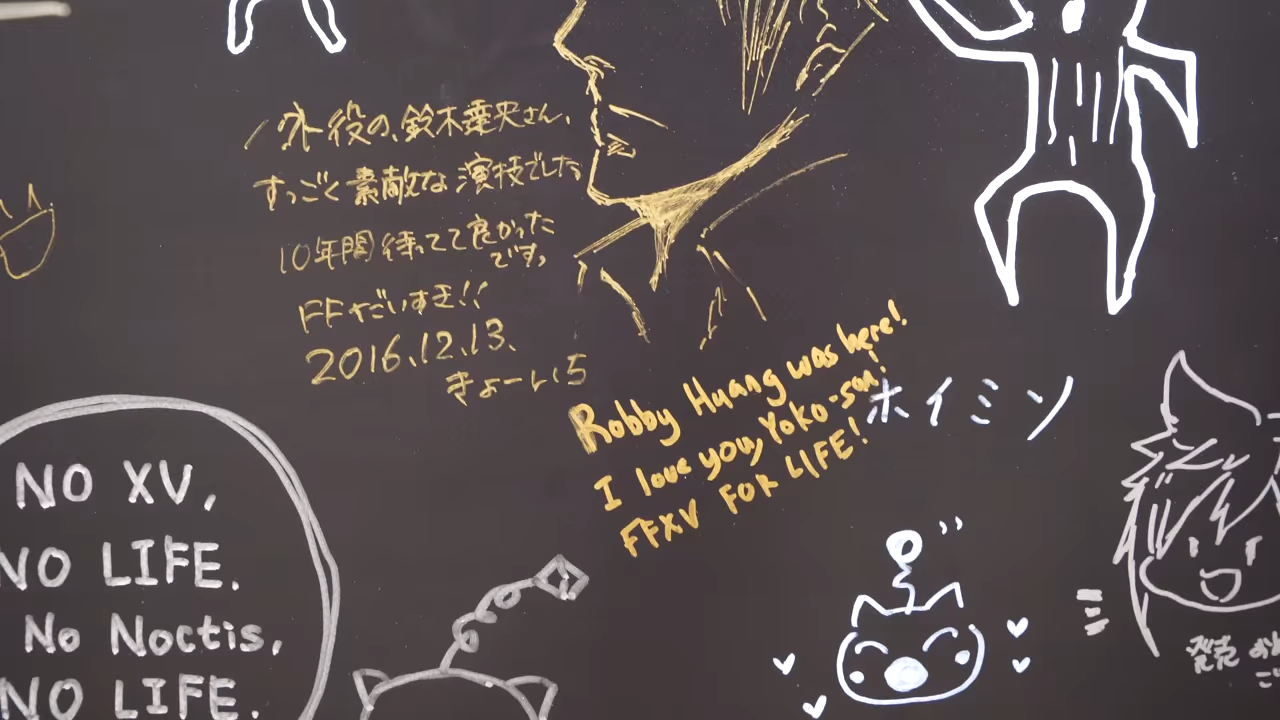 外役の、鈴木達央さん、
すっごく素敵な演技でした
10年間待ってて良かった
です。
FFだいすき!!
2016.12.13.
きょーいち
Robby Huang was here!
I love you, Yoko-san!
FFXV FOR LIFE!
ホイミン
NO XV,
NO LIFE.
No Noctis,
NO LIFE.